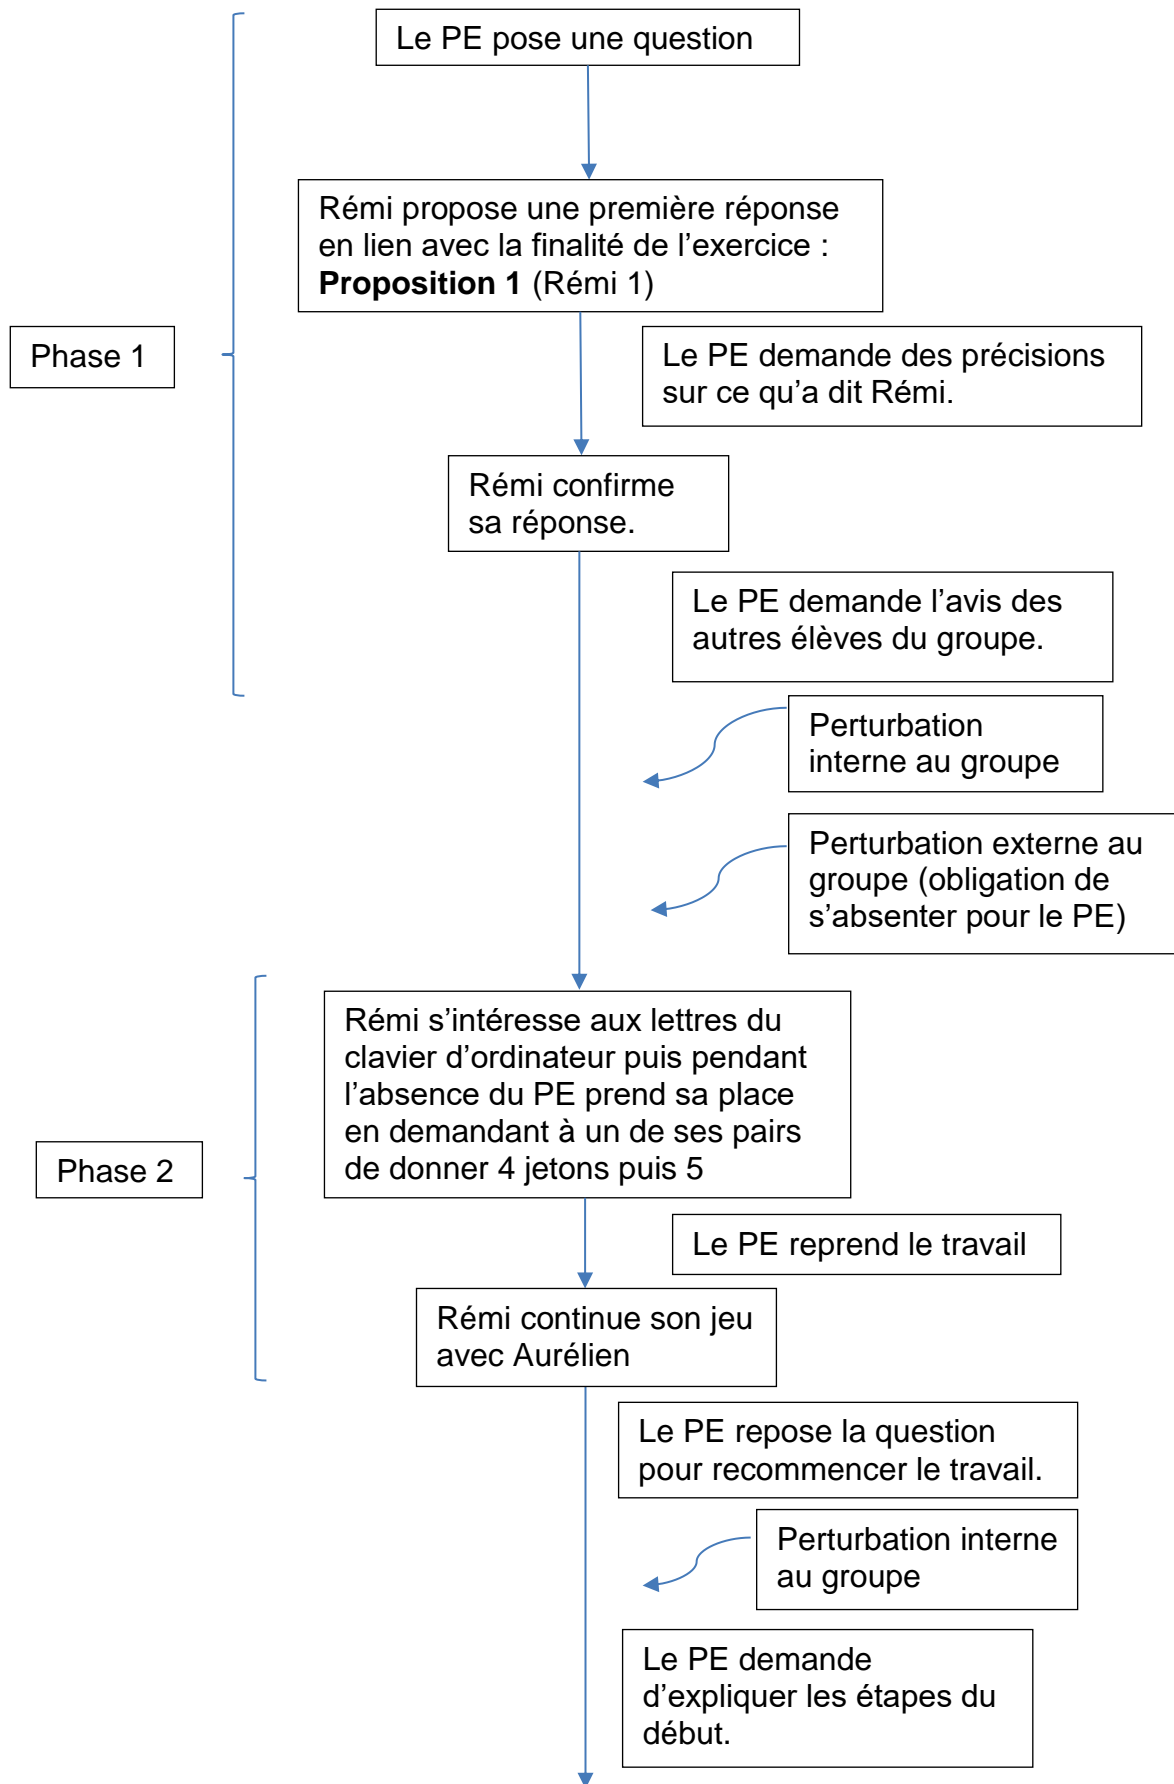 Le PE pose une question
Rémi propose une première réponse
en lien avec la finalité de l’exercice :
Proposition 1 (Rémi 1)
Phase 1
Le PE demande des précisions
sur ce qu’a dit Rémi.
Rémi confirme
sa réponse.
Le PE demande l’avis des
autres élèves du groupe.
Perturbation
interne au groupe
Perturbation externe au
groupe (obligation de
s’absenter pour le PE)
Rémi s’intéresse aux lettres du
clavier d’ordinateur puis pendant
l’absence du PE prend sa place
en demandant à un de ses pairs
de donner 4 jetons puis 5
Phase 2
Le PE reprend le travail
Rémi continue son jeu
avec Aurélien
Le PE repose la question
pour recommencer le travail.
Perturbation interne
au groupe
Le PE demande
d’expliquer les étapes du
début.